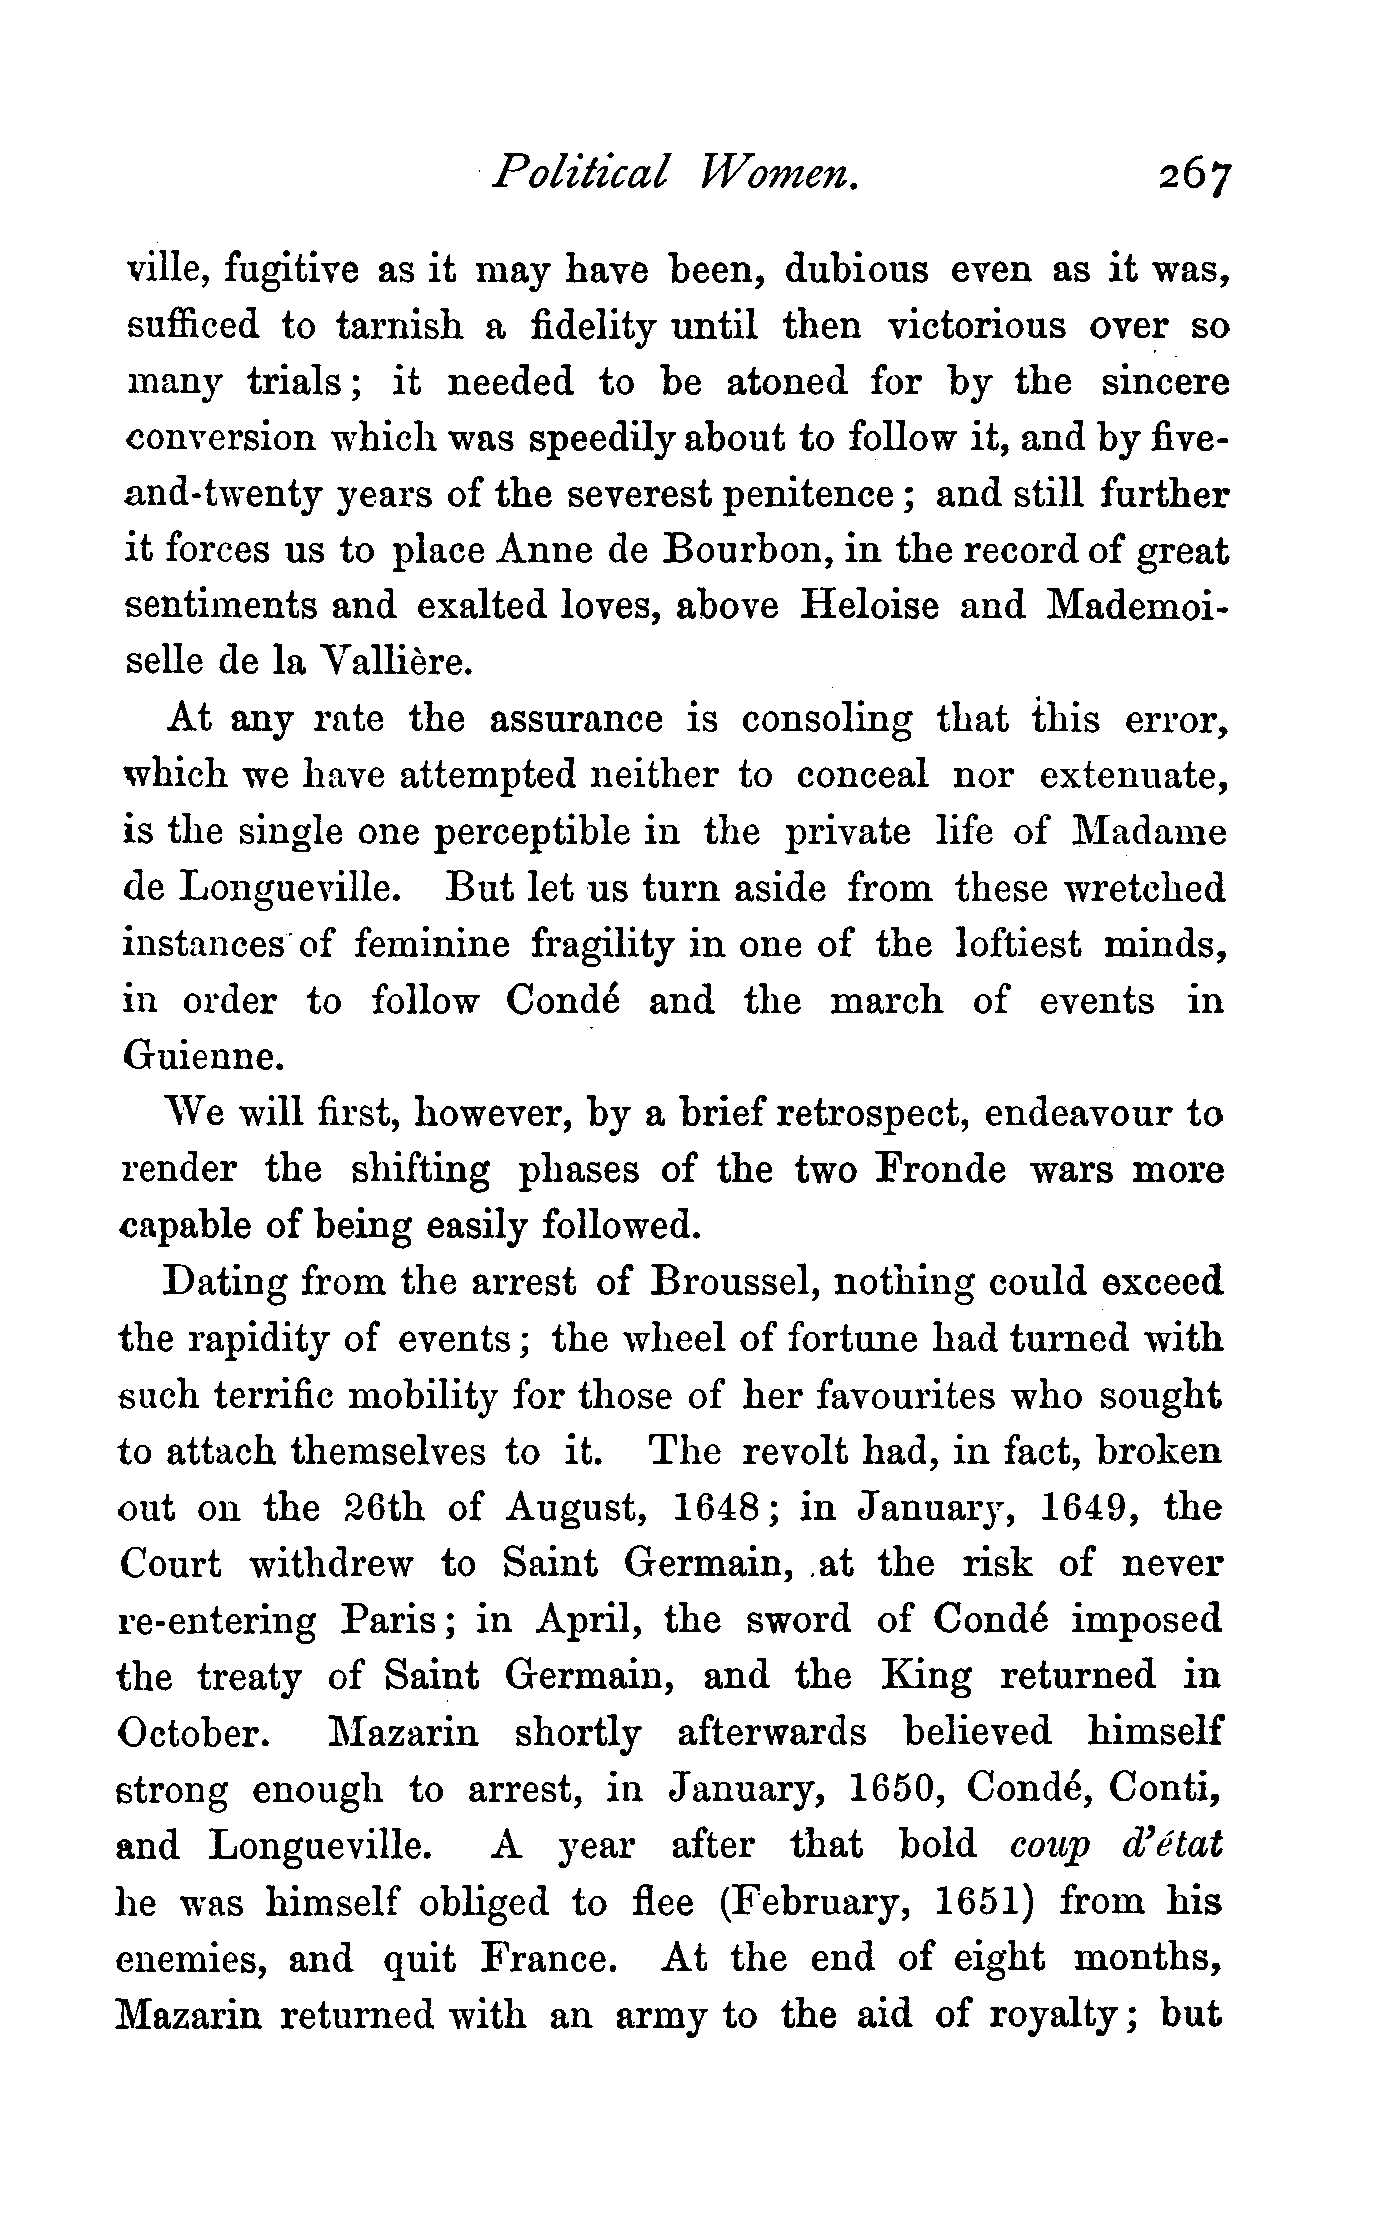 Political Women. 267
ville, fugitive as it may have been, dubious even as it was,
sufficed to tarnish a fidelity until then victorious over so
many trials; it needed to be atoned for by the sincere
conversion which was speedily about to follow it, and by five-
and-twenty years of the severest penitence; and still further
it forces us to place Anne de Bourbon, in the record of great
sentiments and exalted loves, above Heloise and Mademoi-
selle de la Vallière.
At any rate the assurance is consoling that this error,
which we have attempted neither to conceal nor extenuate,
is the single one perceptible in the private life of Madame
de Longueville. But let us turn aside from these wretched
instances of feminine fragility in one of the loftiest minds,
in order to follow Condé and the march of events in
Guienne.
We will first, however, by a brief retrospect, endeavour to
render the shifting phases of the two Fronde wars more
capable of being easily followed.
Dating from the arrest of Broussel, nothing could exceed
the rapidity of events; the wheel of fortune had turned with
such terrific mobility for those of her favourites who sought
to attach themselves to it. The revolt had, in fact, broken
out on the 26th of August, 1648; in January, 1649, the
Court withdrew to Saint Germain, at the risk of never
re-entering Paris; in April, the sword of Condé imposed
the treaty of Saint Germain, and the King returned in
October. Mazarin shortly afterwards believed himself
strong enough to arrest, in January, 1650, Condé, Conti,
and Longueville. A year after that bold coup d'état
he was himself obliged to flee (February, 1651) from his
enemies, and quit France. At the end of eight months,
Mazarin returned with an army to the aid of royalty; but